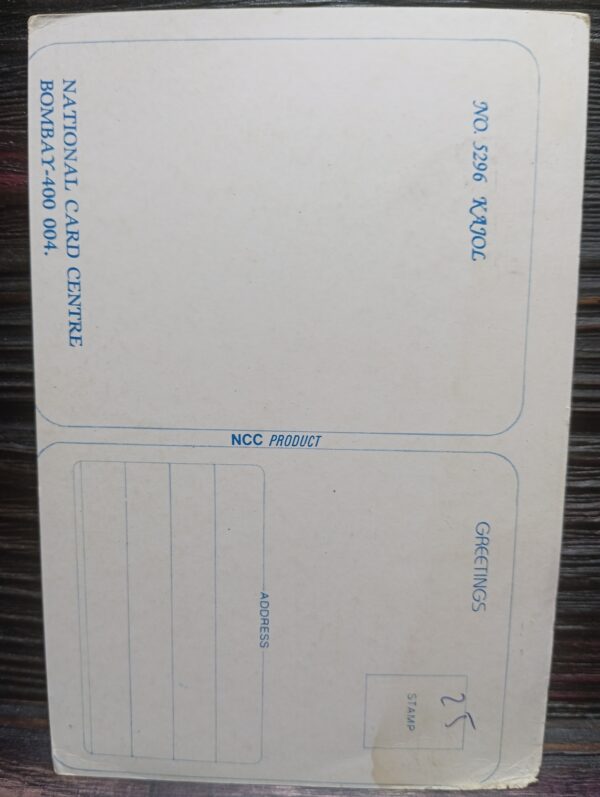 NO. 5296 KAJOL
NATIONAL CARD CENTRE
BOMBAY-400 004.
NCC PRODUCT
GREETINGS
25
STAMP
ADDRESS